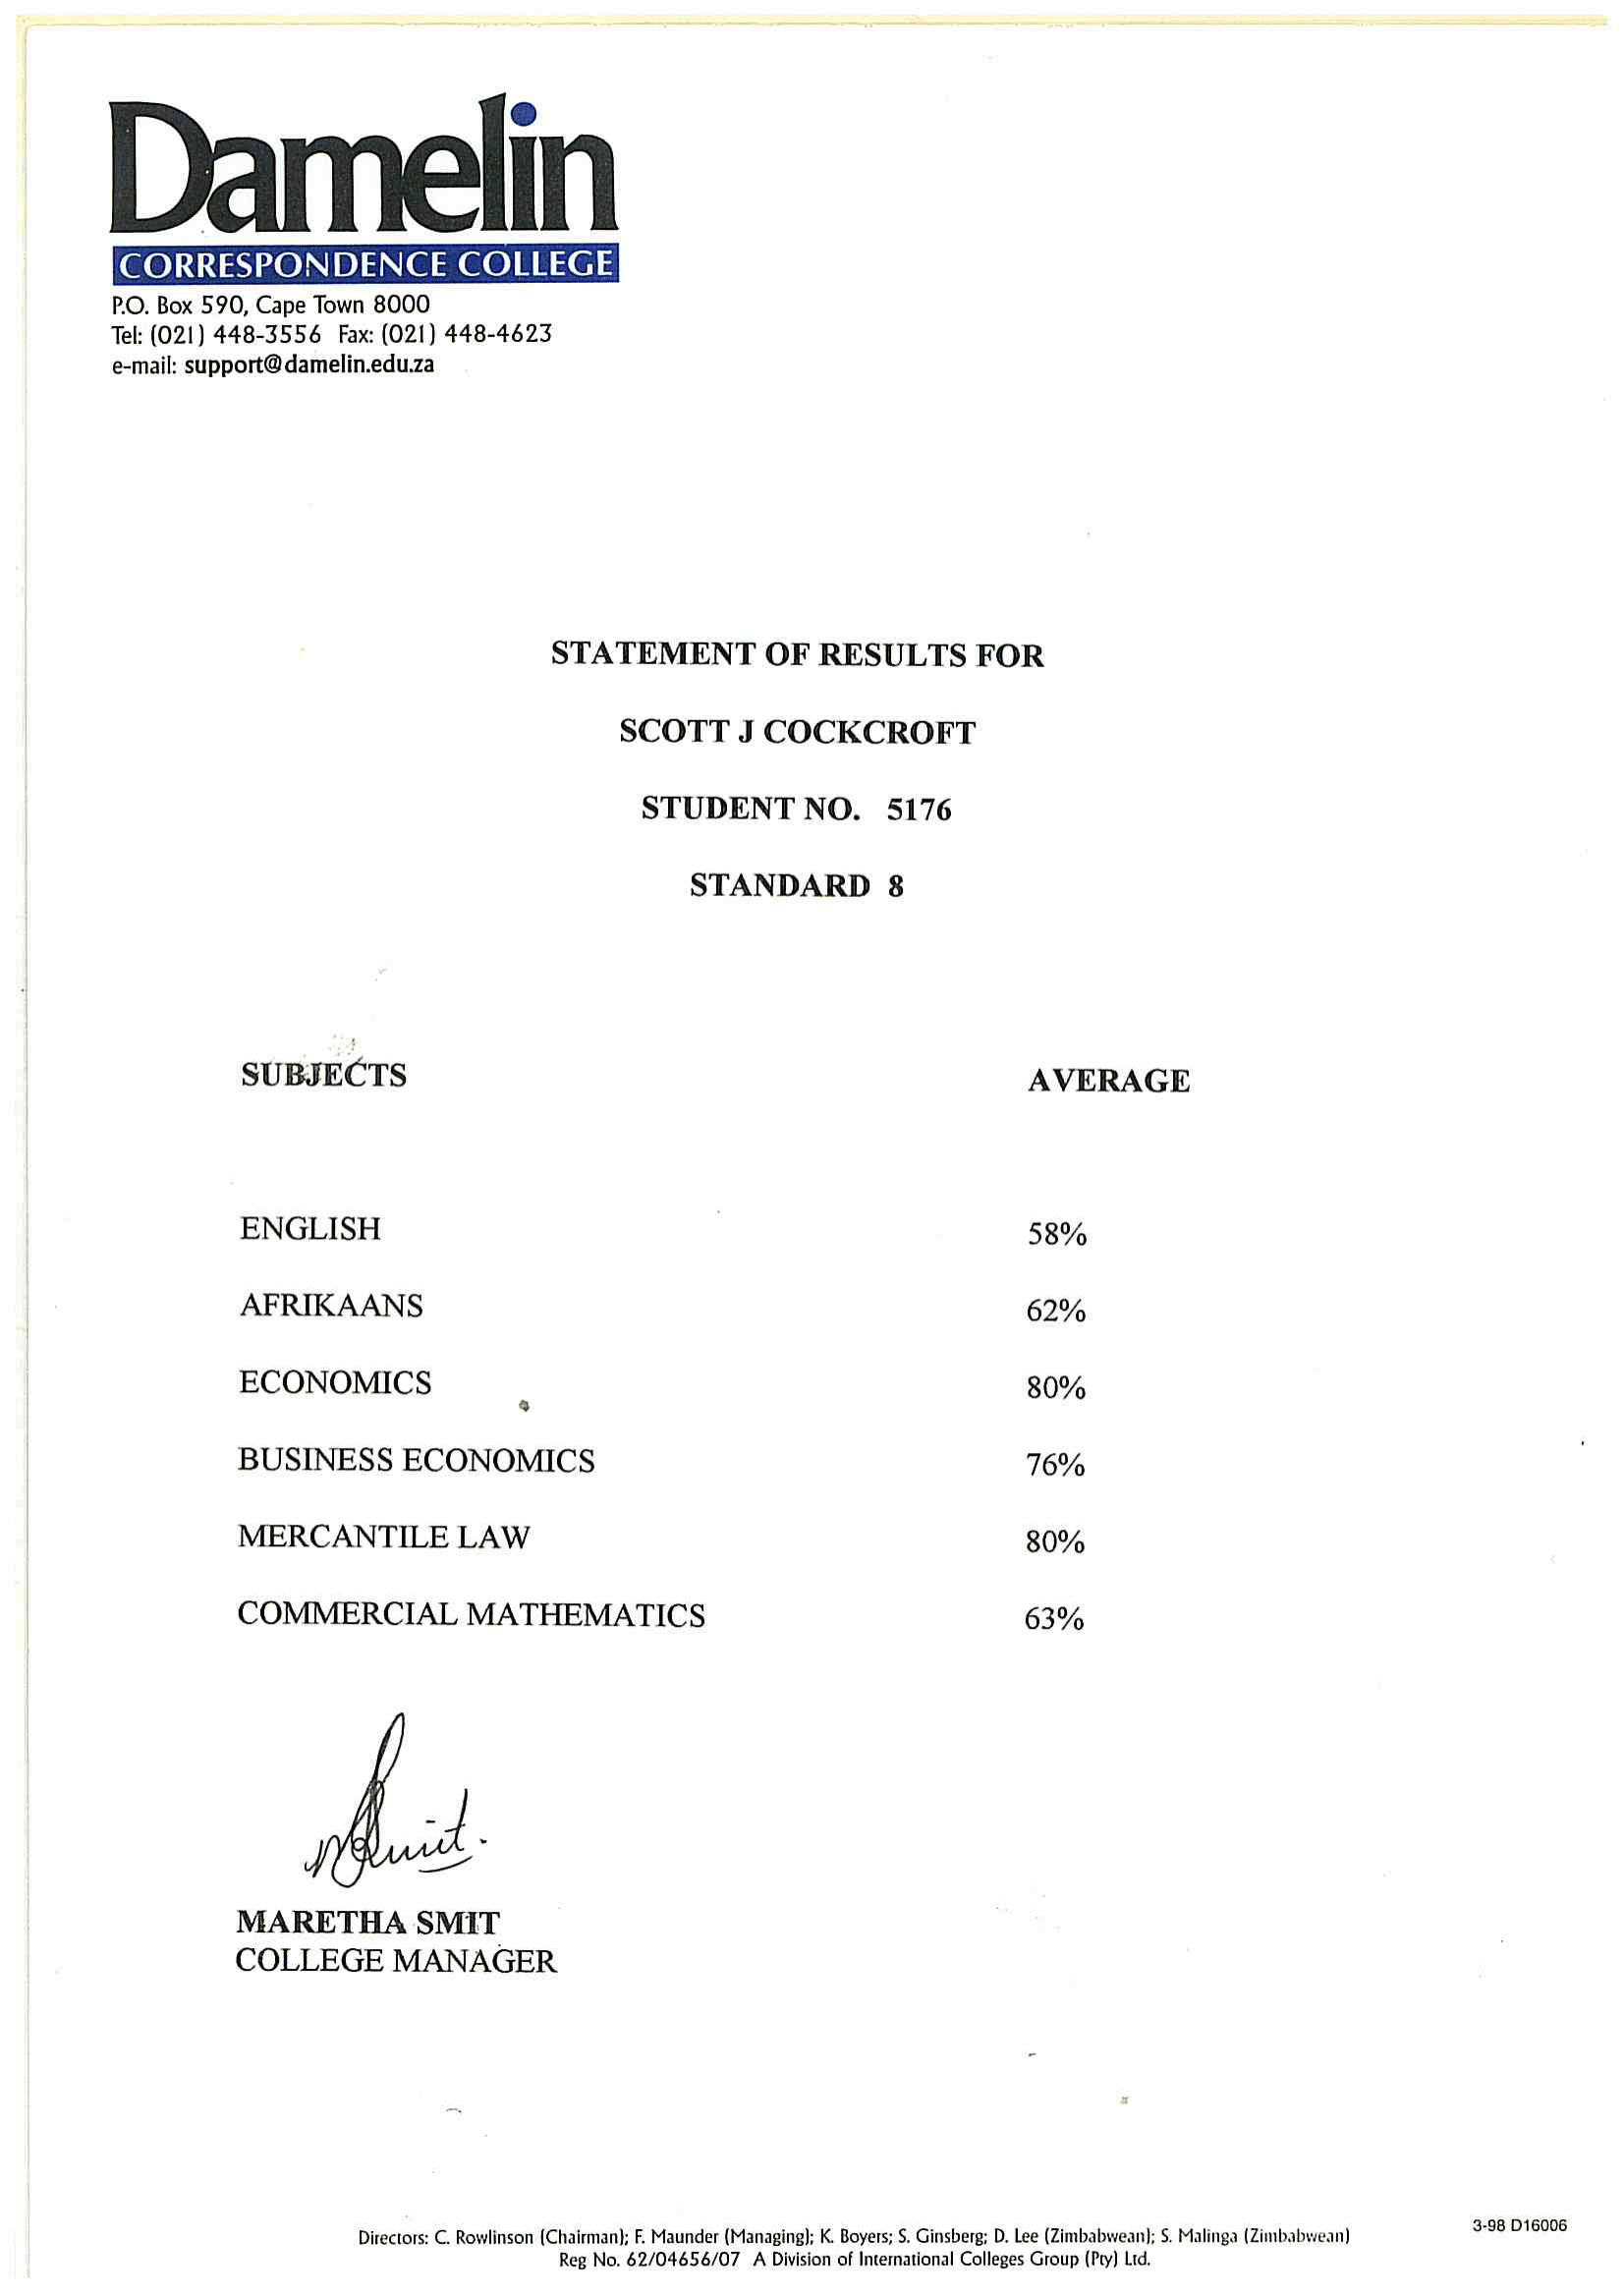 Damelin
CORRESPONDENCE COLLEGE
P.O. Box 590, Cape Town 8000
Tel: (021) 448-3556 Fax: (021) 448-4623
e-mail: support@damelin.edu.za
STATEMENT OF RESULTS FOR
SCOTT J COCKCROFT
STUDENT NO. 5176
STANDARD 8
SUBJECTS AVERAGE
ENGLISH 58%
AFRIKAANS 62%
ECONOMICS 80%
BUSINESS ECONOMICS 76%
MERCANTILE LAW 80%
COMMERCIAL MATHEMATICS 63%
MSmit.
MARETHA SMIT
COLLEGE MANAGER
Directors: C. Rowlinson (Chairman); F. Maunder (Managing); K. Boyers; S. Ginsberg; D. Lee (Zimbabwean); S. Malinga (Zimbabwean)
3-98 D16006
Reg No. 62/04656/07 A Division of International Colleges Group (Pty) Ltd.